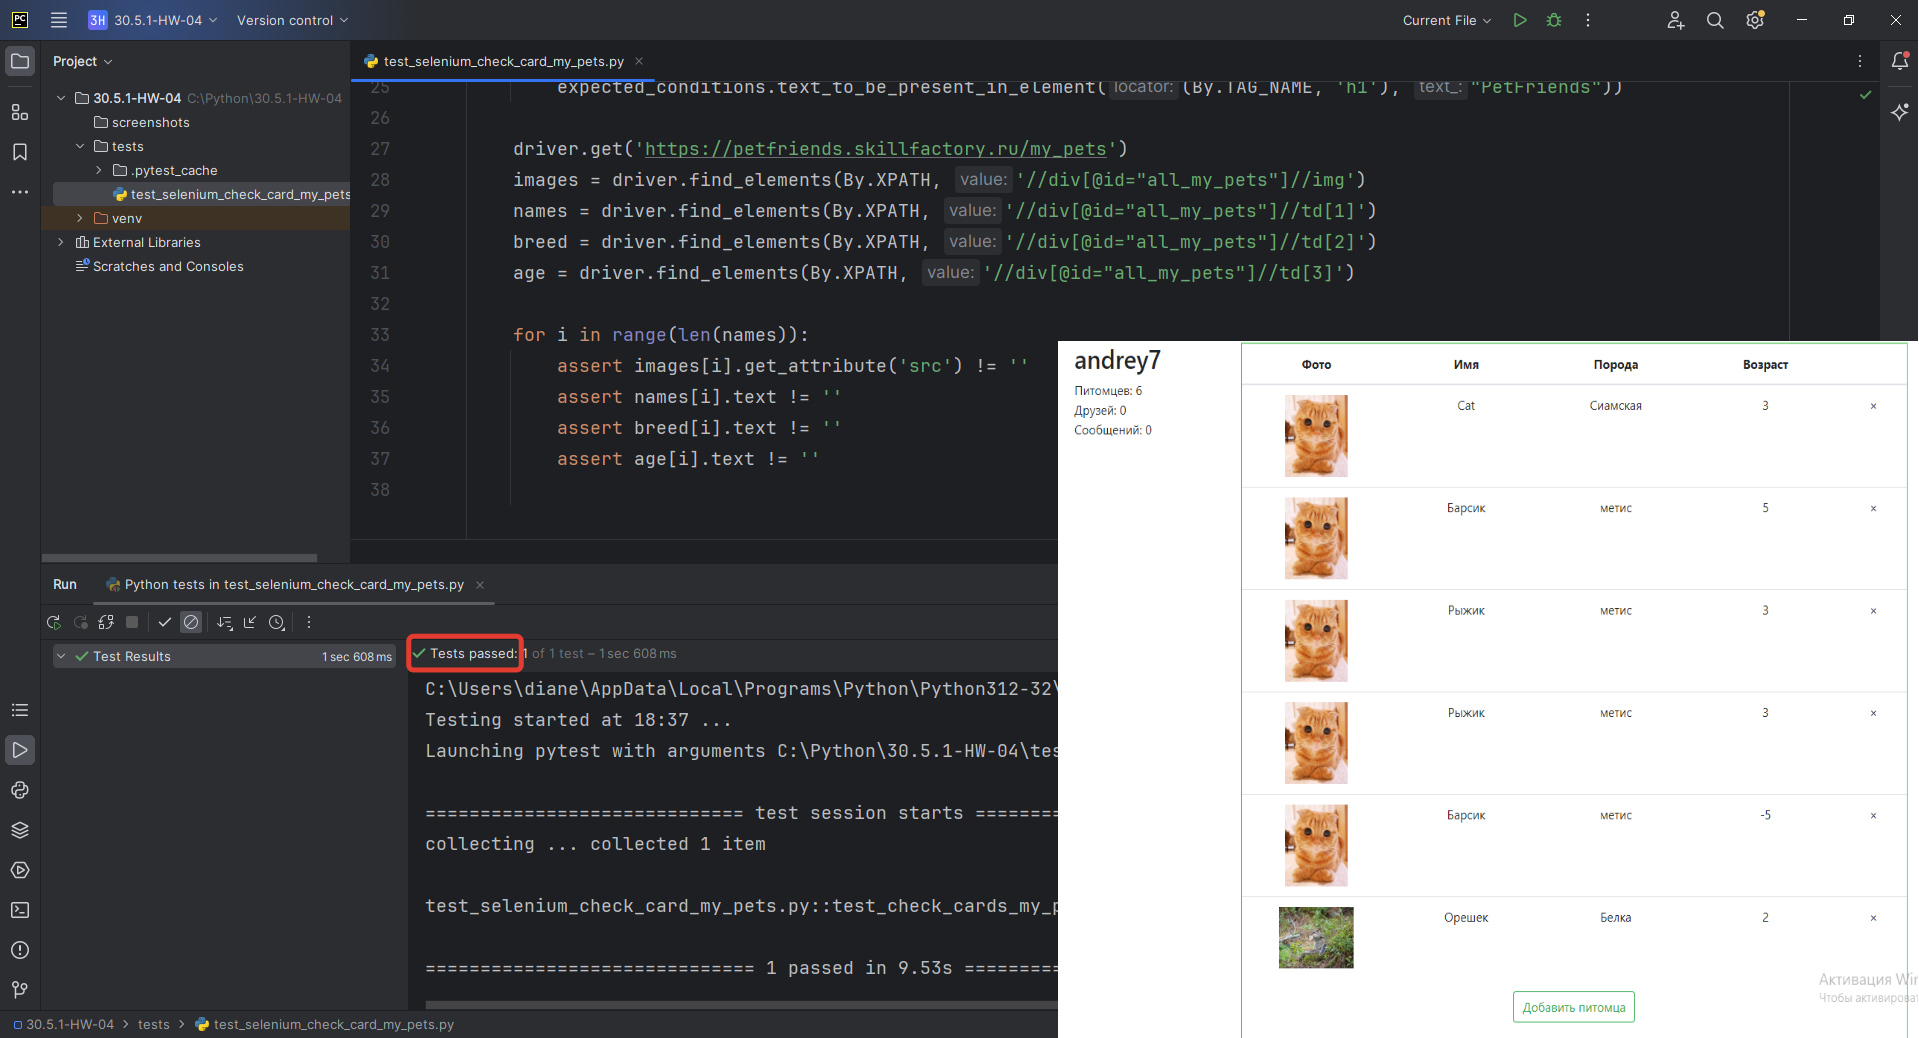 PC
3H 30.5.1-HW-04
Version control
Current File
Project
test_selenium_check_card_my_pets.py
30.5.1-HW-04 C:\Python\30.5.1-HW-04
screenshots
tests
.pytest_cache
test_selenium_check_card_my_pets
venv
External Libraries
Scratches and Consoles
25 expected_conditions.text_to_be_present_in_element( locator: (By.TAG_NAME, 'h1'), text_: "PetFriends"))
26
27 driver.get('https://petfriends.skillfactory.ru/my_pets')
28 images = driver.find_elements(By.XPATH, value: '//div[@id="all_my_pets"]//img')
29 names = driver.find_elements(By.XPATH, value: '//div[@id="all_my_pets"]//td[1]')
30 breed = driver.find_elements(By.XPATH, value: '//div[@id="all_my_pets"]//td[2]')
31 age = driver.find_elements(By.XPATH, value: '//div[@id="all_my_pets"]//td[3]')
32
33 for i in range(len(names)):
34 assert images[i].get_attribute('src') != ''
35 assert names[i].text != ''
36 assert breed[i].text != ''
37 assert age[i].text != ''
38
andrey7
Питомцев: 6
Друзей: 0
Сообщений: 0
Фото Имя Порода Возраст
Cat Сиамская 3 ×
Барсик метис 5 ×
Рыжик метис 3 ×
Рыжик метис 3 ×
Барсик метис -5 ×
Орешек Белка 2 ×
Добавить питомца
Активация Win
Чтобы активироват
Run Python tests in test_selenium_check_card_my_pets.py
Test Results 1 sec 608 ms
Tests passed: 1 of 1 test – 1 sec 608 ms
C:\Users\diane\AppData\Local\Programs\Python\Python312-32\
Testing started at 18:37 ...
Launching pytest with arguments C:\Python\30.5.1-HW-04\tes
============================= test session starts ========
collecting ... collected 1 item
test_selenium_check_card_my_pets.py::test_check_cards_my_p
============================== 1 passed in 9.53s =========
30.5.1-HW-04 > tests > test_selenium_check_card_my_pets.py